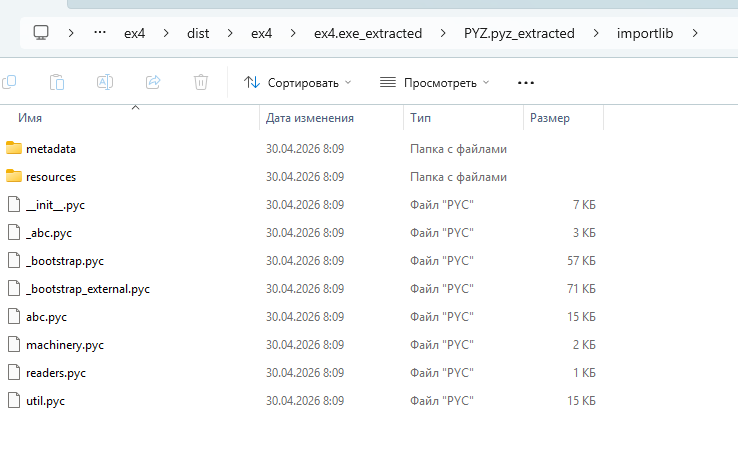 ··· ex4 dist ex4 ex4.exe_extracted PYZ.pyz_extracted importlib
Сортировать Просмотреть ···
Имя Дата изменения Тип Размер
metadata 30.04.2026 8:09 Папка с файлами
resources 30.04.2026 8:09 Папка с файлами
__init__.pyc 30.04.2026 8:09 Файл "PYC" 7 КБ
_abc.pyc 30.04.2026 8:09 Файл "PYC" 3 КБ
_bootstrap.pyc 30.04.2026 8:09 Файл "PYC" 57 КБ
_bootstrap_external.pyc 30.04.2026 8:09 Файл "PYC" 71 КБ
abc.pyc 30.04.2026 8:09 Файл "PYC" 15 КБ
machinery.pyc 30.04.2026 8:09 Файл "PYC" 2 КБ
readers.pyc 30.04.2026 8:09 Файл "PYC" 1 КБ
util.pyc 30.04.2026 8:09 Файл "PYC" 15 КБ